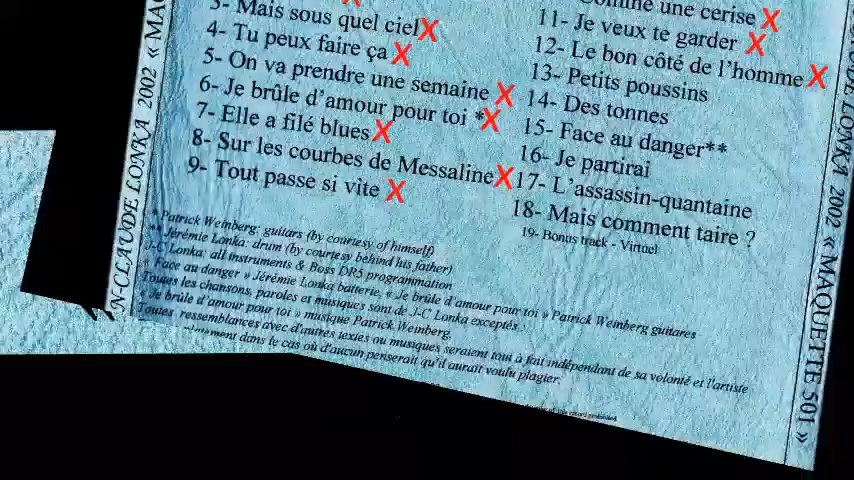 3- Mais sous quel ciel X
4- Tu peux faire ça X
5- On va prendre une semaine X
6- Je brûle d'amour pour toi * X
7- Elle a filé blues X
8- Sur les courbes de Messaline X
9- Tout passe si vite X
Comme une cerise X
11- Je veux te garder X
12- Le bon côté de l'homme X
13- Petits poussins
14- Des tonnes
15- Face au danger**
16- Je partirai
17- L'assassin-quantaine
18- Mais comment taire ?
19- Bonus track - Virtuel
* Patrick Weinberg: guitars (by courtesy of himself)
** Jérémie Lonka: drum (by courtesy behind his father)
J-C Lonka: all instruments & Boss DR5 programmation
« Face au danger » Jérémie Lonka batterie, « Je brûle d'amour pour toi » Patrick Weinberg guitares
Toutes les chansons, paroles et musiques sont de J-C Lonka exceptés :
« Je brûle d'amour pour toi » musique Patrick Weinberg.
Toutes ressemblances avec d'autres textes ou musiques seraient tout à fait indépendant de sa volonté et l'artiste
dans le cas où d'aucun penserait qu'il aurait voulu plagier.
N-CLAUDE LONKA 2002 « MA
UDE LONKA 2002 « MAQUETTE 501 »